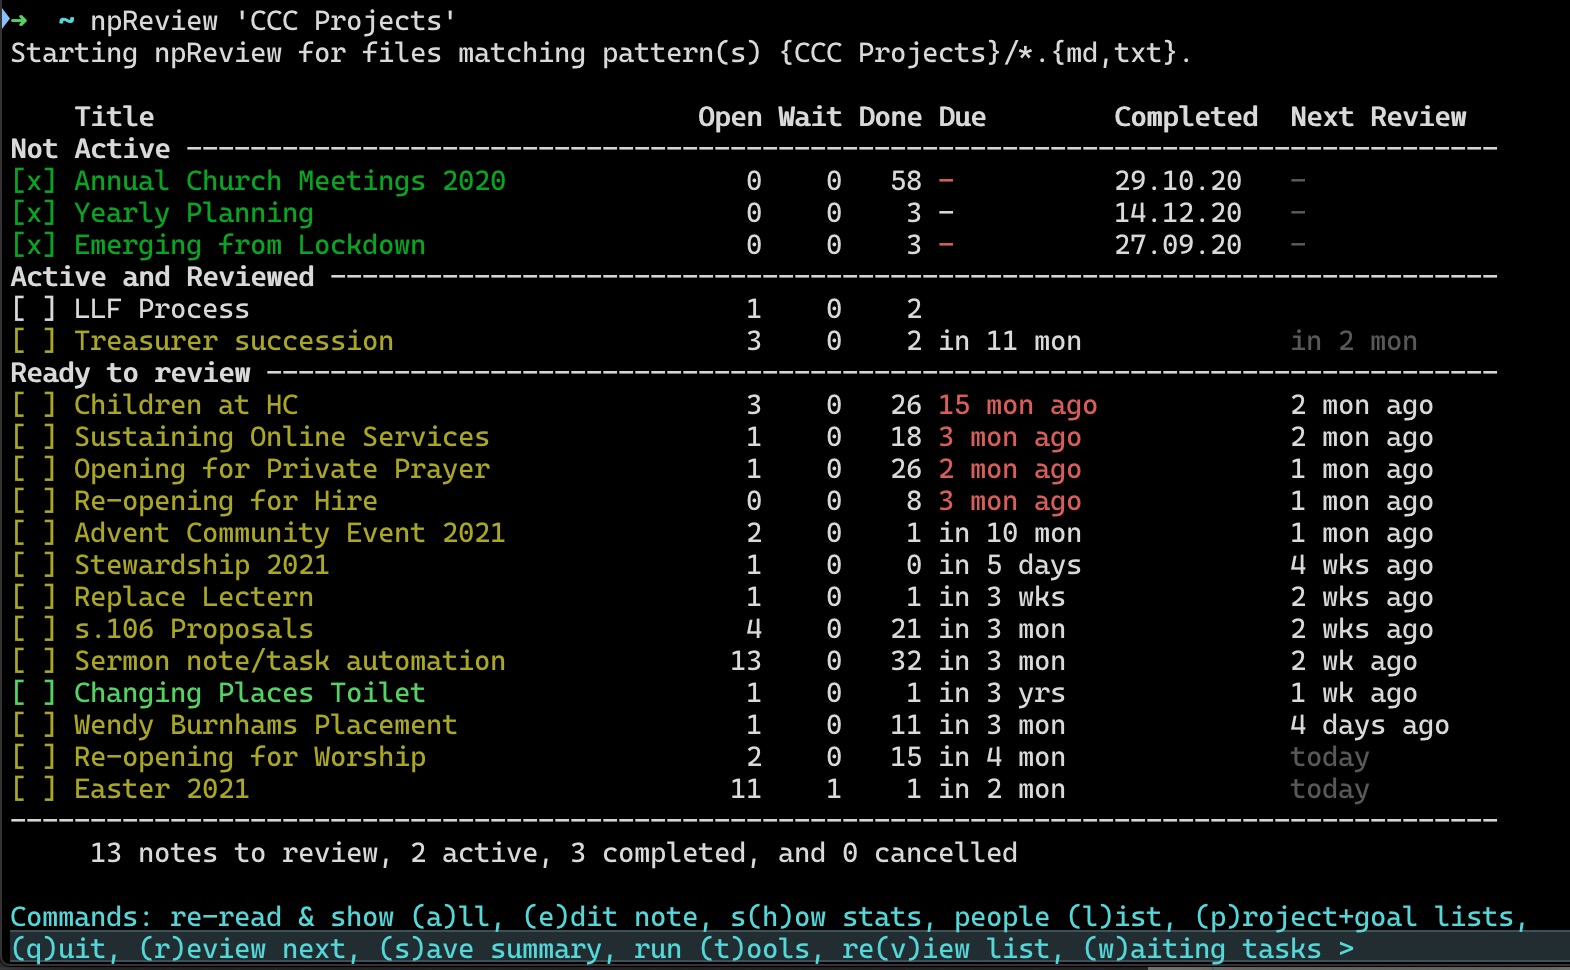 ➜ ~ npReview 'CCC Projects'
Starting npReview for files matching pattern(s) {CCC Projects}/*.{md,txt}.
Title Open Wait Done Due Completed Next Review
Not Active ----------------------------------------------------------------------------------
[x] Annual Church Meetings 2020 0 0 58 - 29.10.20 -
[x] Yearly Planning 0 0 3 - 14.12.20 -
[x] Emerging from Lockdown 0 0 3 - 27.09.20 -
Active and Reviewed -------------------------------------------------------------------------
[ ] LLF Process 1 0 2
[ ] Treasurer succession 3 0 2 in 11 mon in 2 mon
Ready to review -----------------------------------------------------------------------------
[ ] Children at HC 3 0 26 15 mon ago 2 mon ago
[ ] Sustaining Online Services 1 0 18 3 mon ago 2 mon ago
[ ] Opening for Private Prayer 1 0 26 2 mon ago 1 mon ago
[ ] Re-opening for Hire 0 0 8 3 mon ago 1 mon ago
[ ] Advent Community Event 2021 2 0 1 in 10 mon 1 mon ago
[ ] Stewardship 2021 1 0 0 in 5 days 4 wks ago
[ ] Replace Lectern 1 0 1 in 3 wks 2 wks ago
[ ] s.106 Proposals 4 0 21 in 3 mon 2 wks ago
[ ] Sermon note/task automation 13 0 32 in 3 mon 2 wk ago
[ ] Changing Places Toilet 1 0 1 in 3 yrs 1 wk ago
[ ] Wendy Burnhams Placement 1 0 11 in 3 mon 4 days ago
[ ] Re-opening for Worship 2 0 15 in 4 mon today
[ ] Easter 2021 11 1 1 in 2 mon today
---------------------------------------------------------------------------------------------
13 notes to review, 2 active, 3 completed, and 0 cancelled
Commands: re-read & show (a)ll, (e)dit note, s(h)ow stats, people (l)ist, (p)roject+goal lists,
(q)uit, (r)eview next, (s)ave summary, run (t)ools, re(v)iew list, (w)aiting tasks >